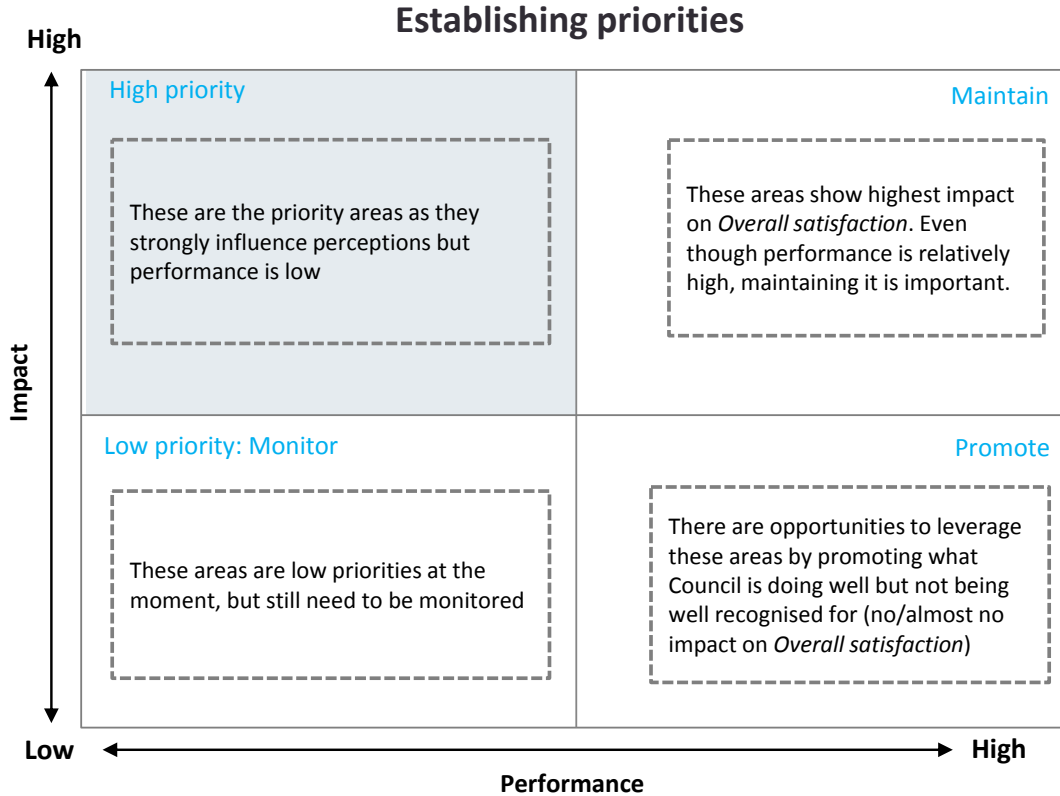 Establishing priorities
High
High priority
Maintain
These are the priority areas as they
strongly influence perceptions but
performance is low
These areas show highest impact
on Overall satisfaction. Even
though performance is relatively
high, maintaining it is important.
Impact
Low priority: Monitor
Promote
These areas are low priorities at the
moment, but still need to be monitored
There are opportunities to leverage
these areas by promoting what
Council is doing well but not being
well recognised for (no/almost no
impact on Overall satisfaction)
Low
High
Performance